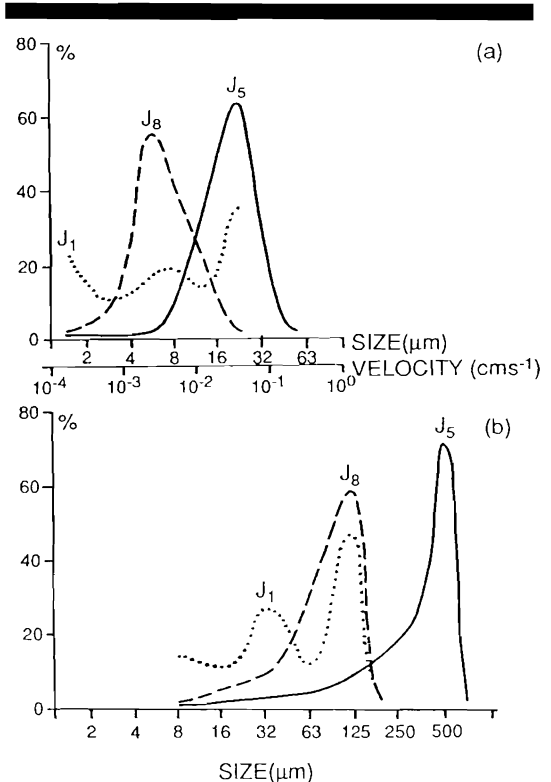 80 % (a)
J₅
J₈
60
40
J₁
20
0
2 4 8 16 32 63 SIZE(µm)
10⁻⁴ 10⁻³ 10⁻² 10⁻¹ 10⁰ VELOCITY (cms⁻¹)
80 % J₅ (b)
J₈
60
40
J₁
20
0
2 4 8 16 32 63 125 250 500
SIZE(µm)